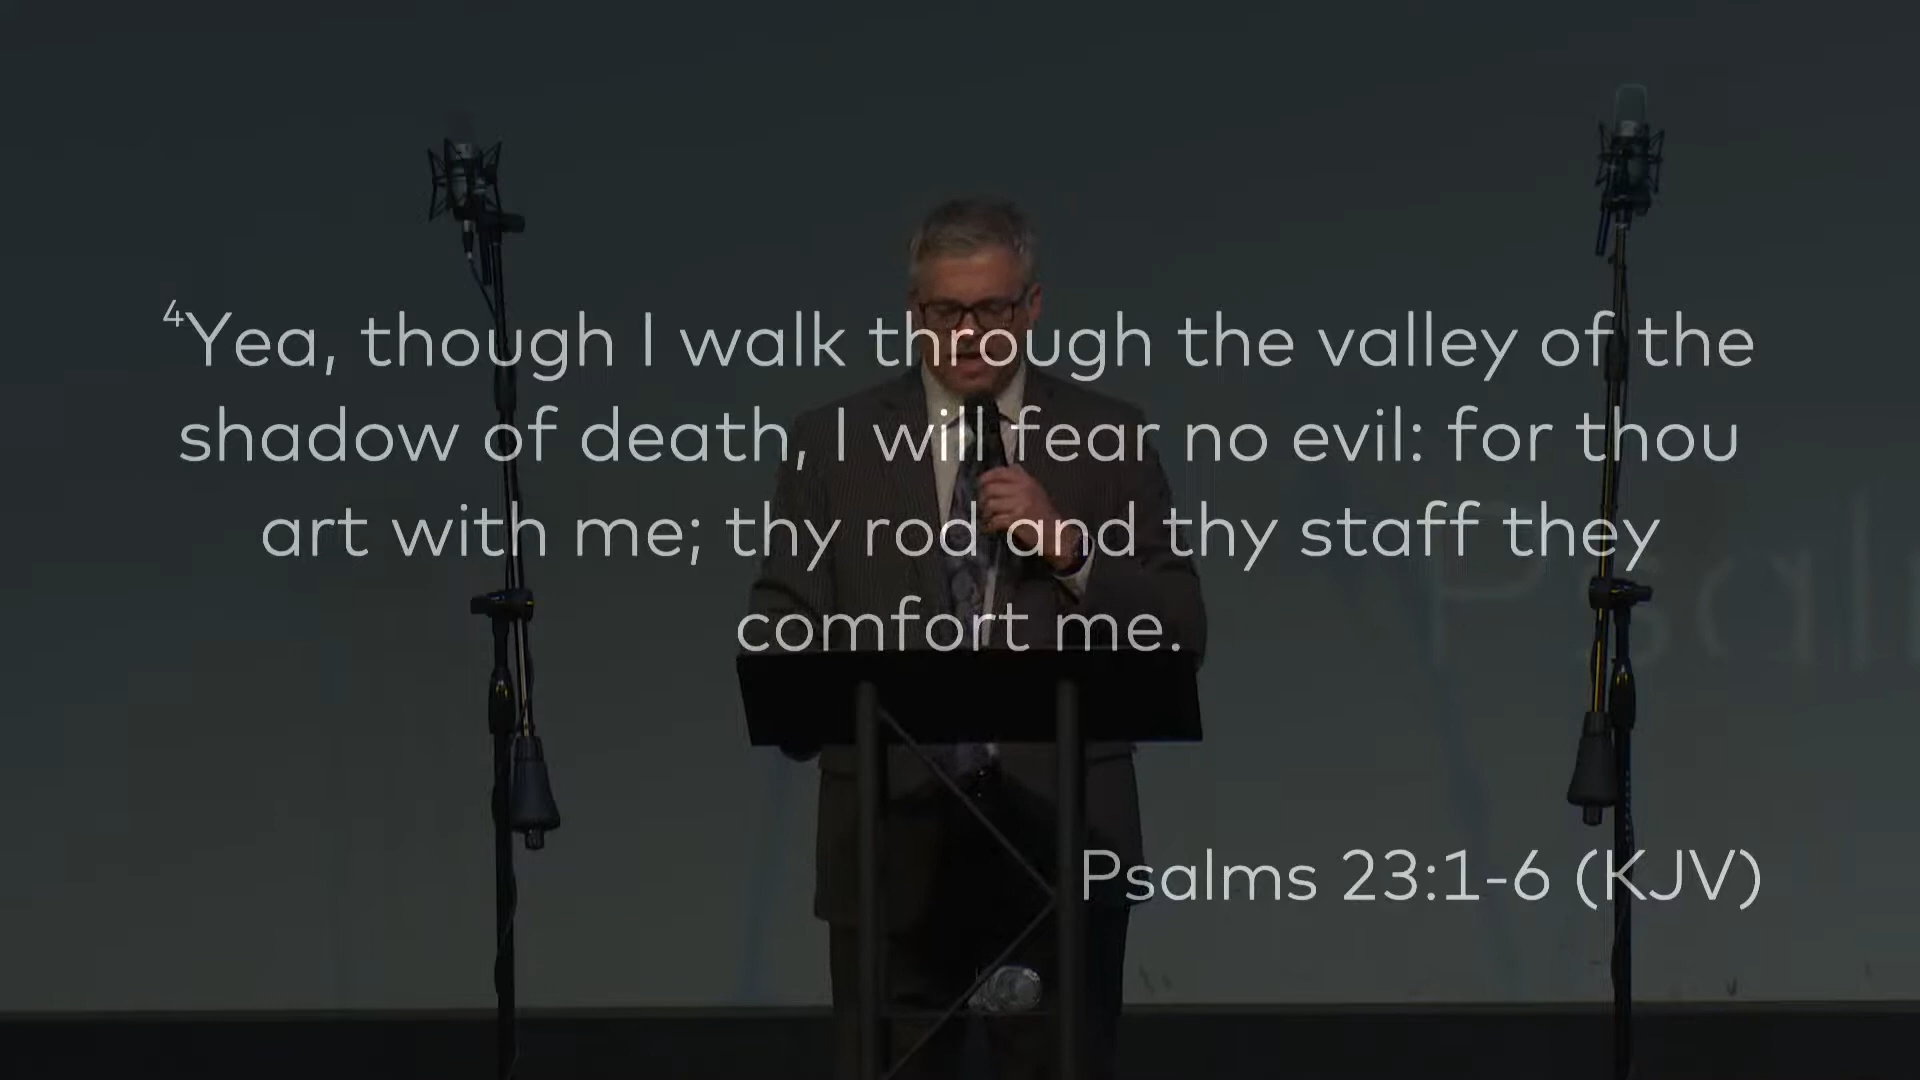 ⁴Yea, though I walk through the valley of the
shadow of death, I will fear no evil: for thou
art with me; thy rod and thy staff they
comfort me.
Psalms 23:1-6 (KJV)